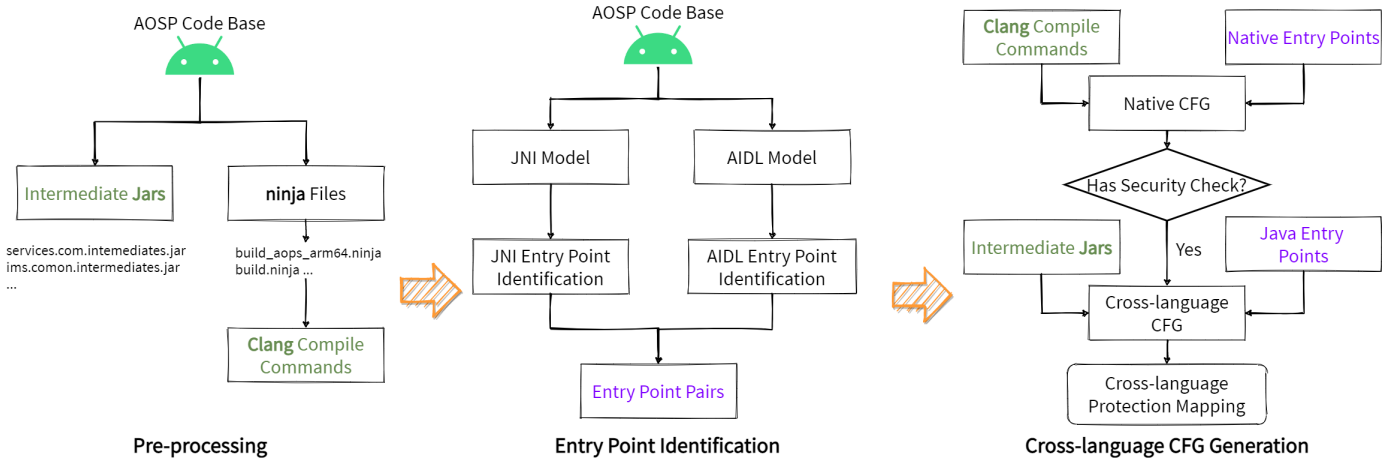 AOSP Code Base
Intermediate Jars
ninja Files
services.com.intemediates.jar
ims.comon.intermediates.jar
...
build_aops_arm64.ninja
build.ninja ...
Clang Compile
Commands
Pre-processing
AOSP Code Base
JNI Model
AIDL Model
JNI Entry Point
Identification
AIDL Entry Point
Identification
Entry Point Pairs
Entry Point Identification
Clang Compile
Commands
Native Entry Points
Native CFG
Has Security Check?
Intermediate Jars
Yes
Java Entry
Points
Cross-language
CFG
Cross-language
Protection Mapping
Cross-language CFG Generation